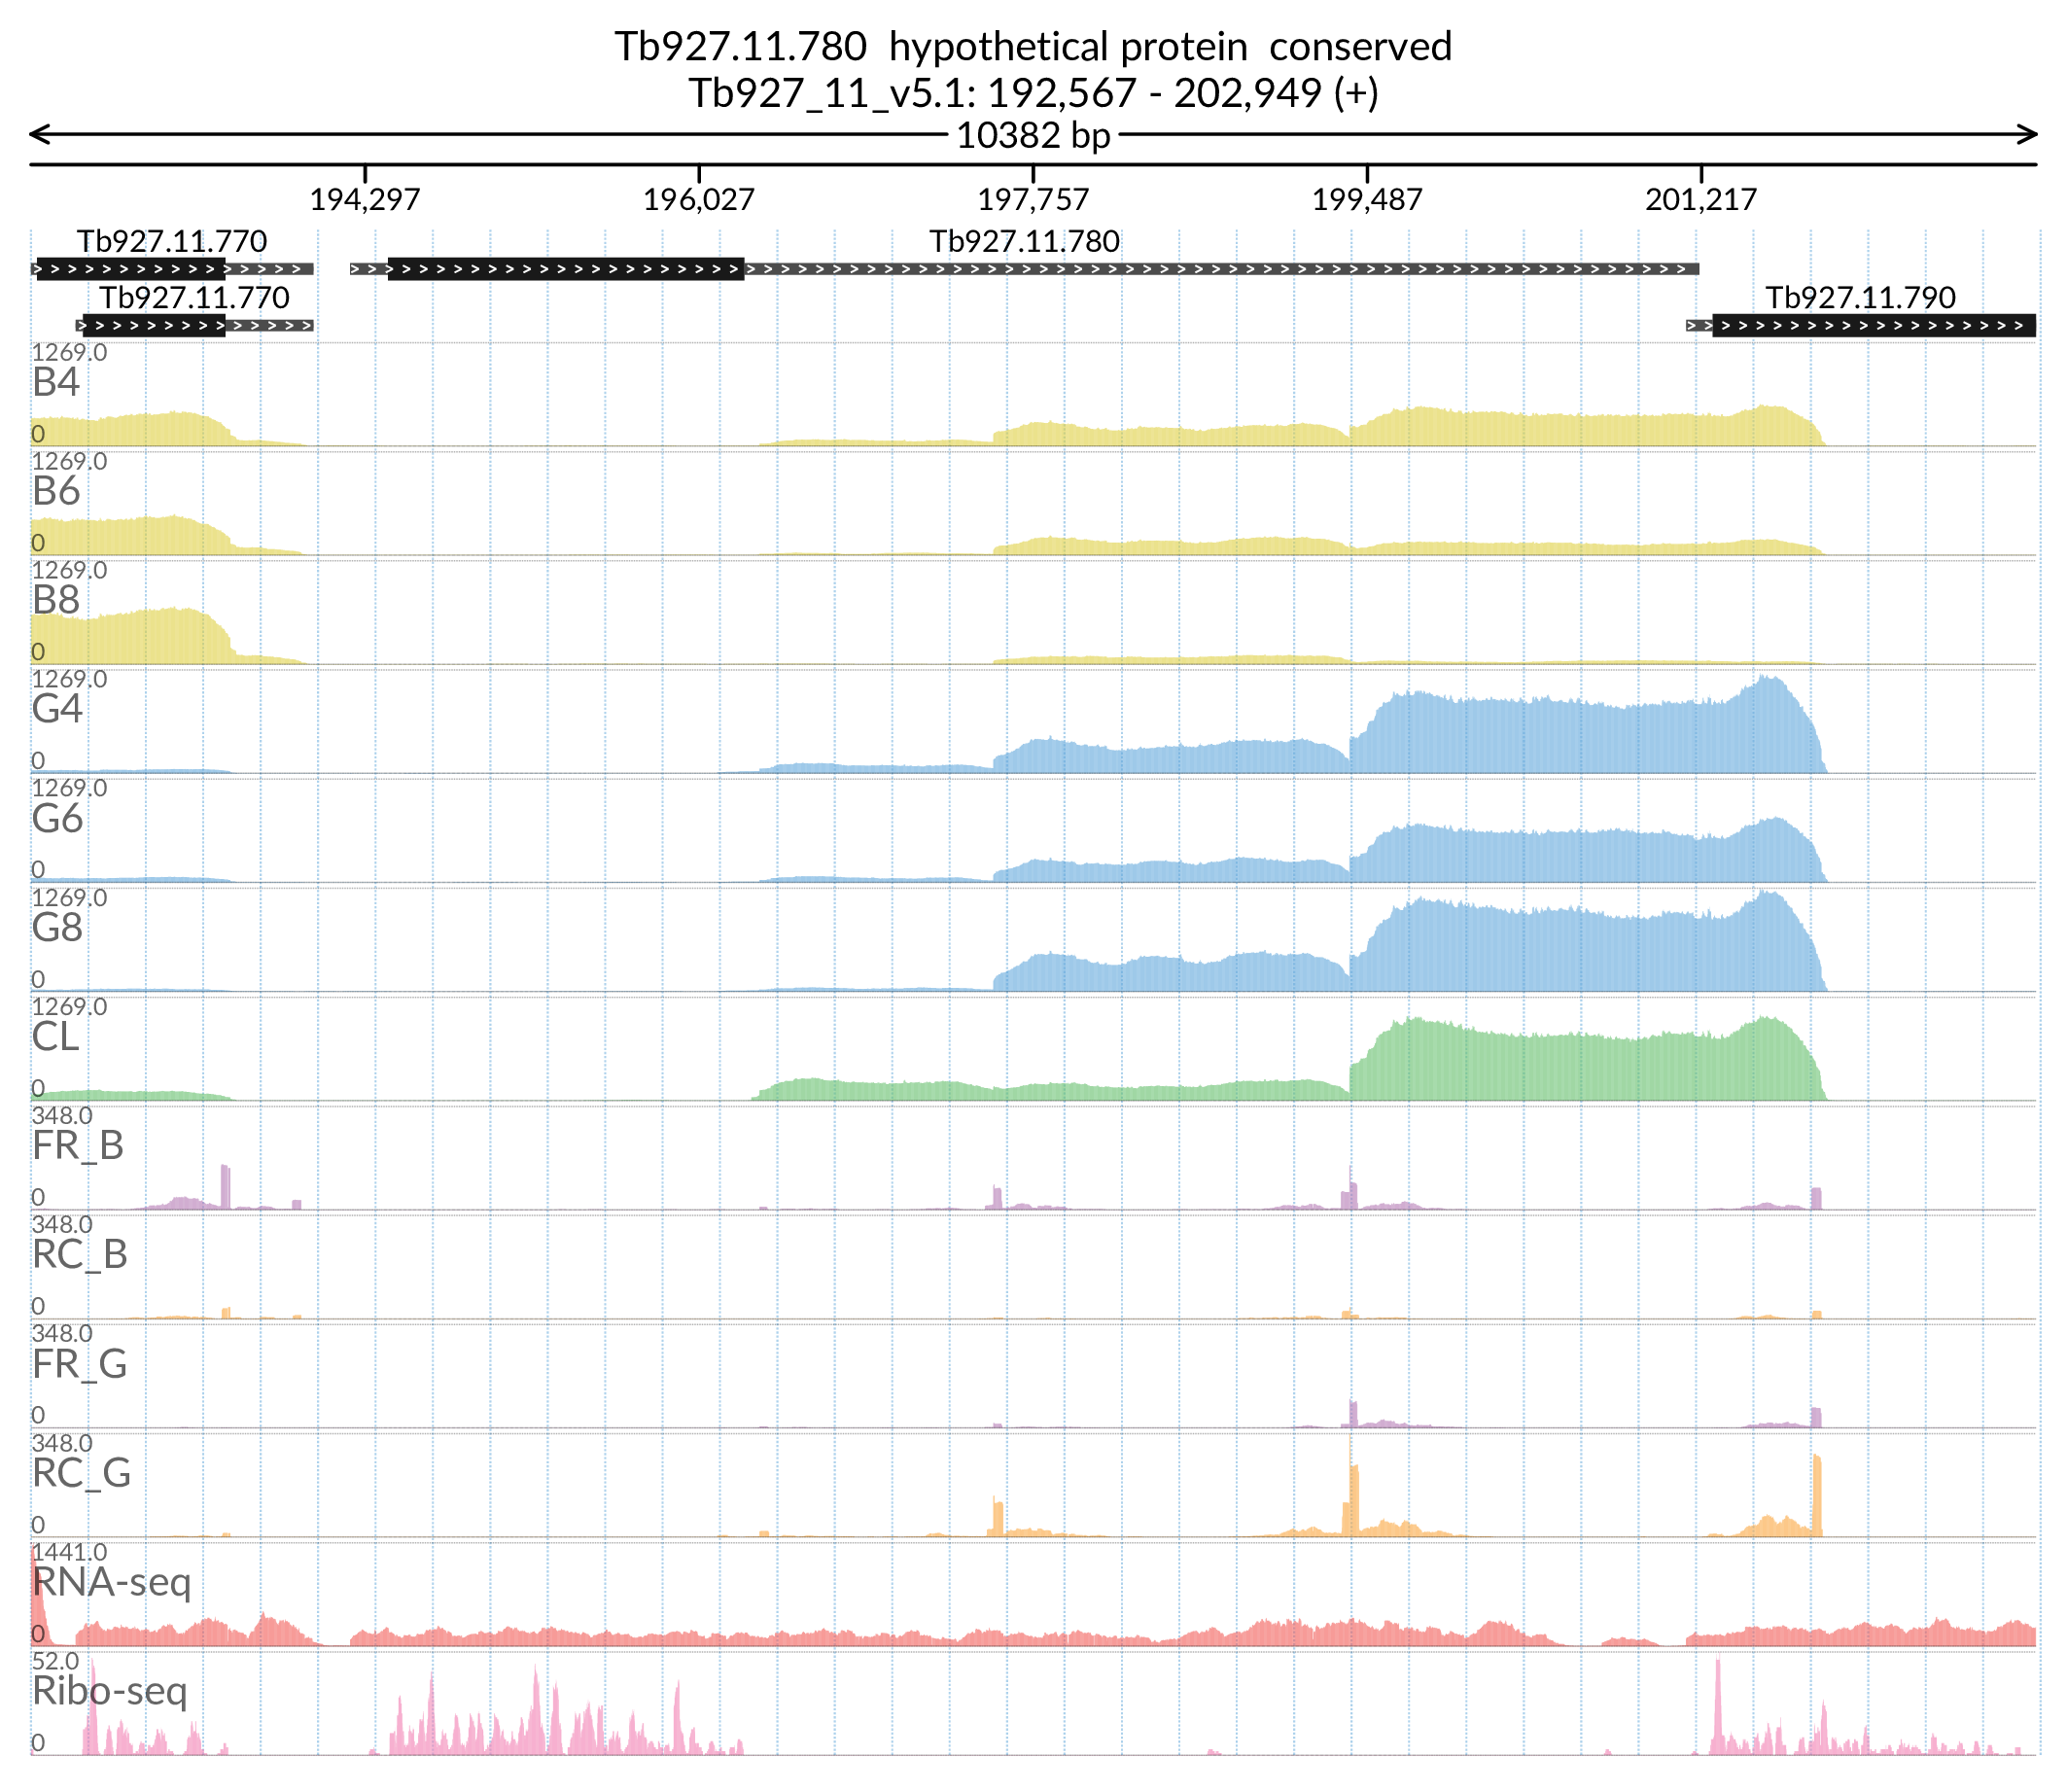 Tb927.11.780 hypothetical protein conserved
Tb927_11_v5.1: 192,567 - 202,949 (+)
10382 bp
194,297 196,027 197,757 199,487 201,217
Tb927.11.770 Tb927.11.780
Tb927.11.770 Tb927.11.790
1269.0
B4
0
1269.0
B6
0
1269.0
B8
0
1269.0
G4
0
1269.0
G6
0
1269.0
G8
0
1269.0
CL
0
348.0
FR_B
0
348.0
RC_B
0
348.0
FR_G
0
348.0
RC_G
0
1441.0
RNA-seq
0
52.0
Ribo-seq
0